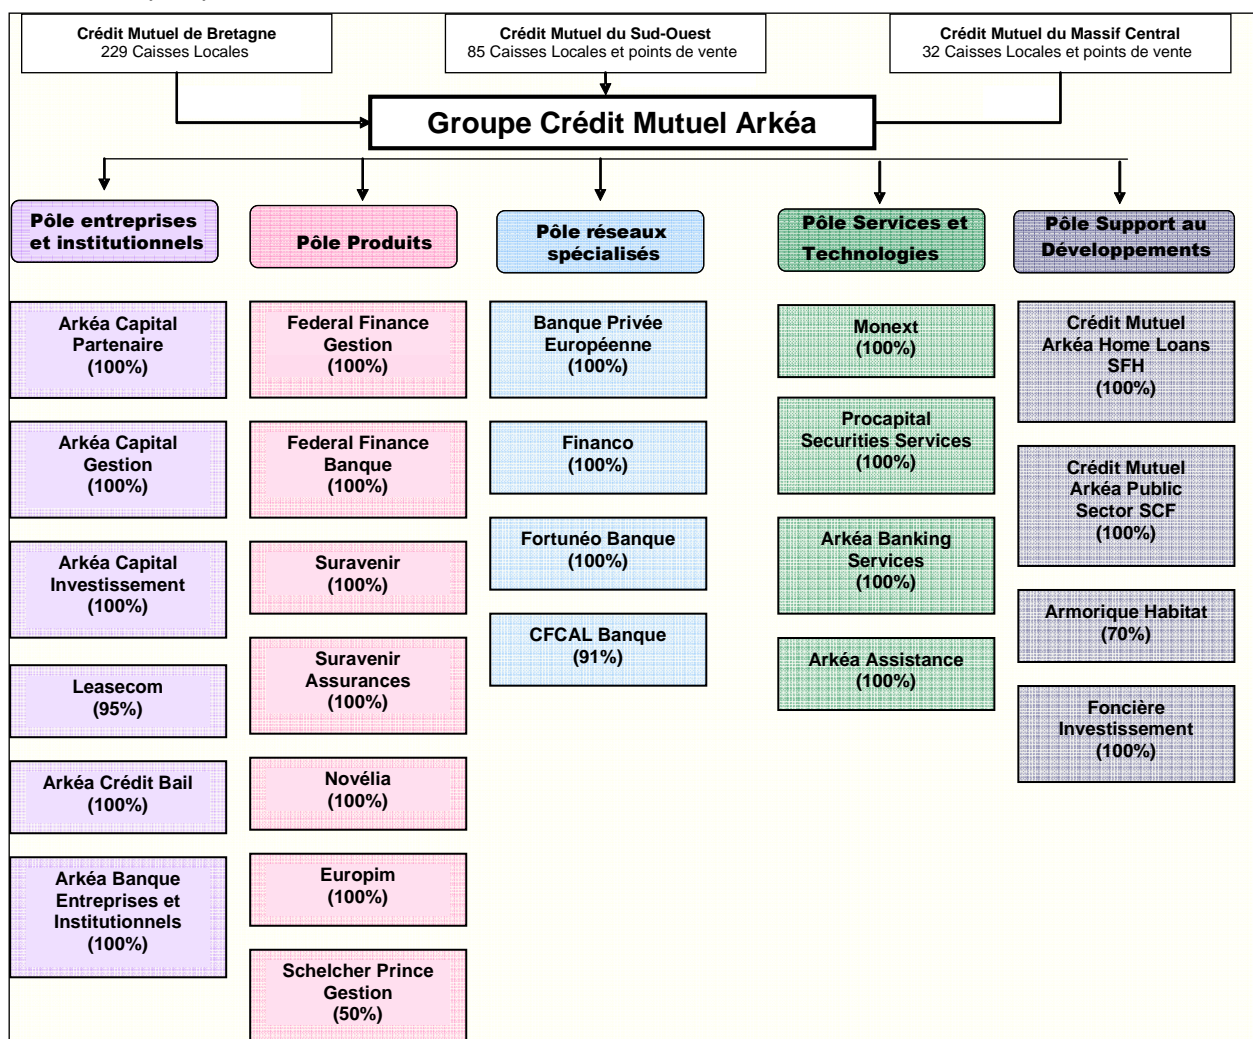 Crédit Mutuel de Bretagne
229 Caisses Locales
Crédit Mutuel du Sud-Ouest
85 Caisses Locales et points de vente
Crédit Mutuel du Massif Central
32 Caisses Locales et points de vente
Groupe Crédit Mutuel Arkéa
Pôle entreprises
et institutionnels
Arkéa Capital
Partenaire
(100%)
Arkéa Capital
Gestion
(100%)
Arkéa Capital
Investissement
(100%)
Leasecom
(95%)
Arkéa Crédit Bail
(100%)
Arkéa Banque
Entreprises et
Institutionnels
(100%)
Pôle Produits
Federal Finance
Gestion
(100%)
Federal Finance
Banque
(100%)
Suravenir
(100%)
Suravenir
Assurances
(100%)
Novélia
(100%)
Europim
(100%)
Schelcher Prince
Gestion
(50%)
Pôle réseaux
spécialisés
Banque Privée
Européenne
(100%)
Financo
(100%)
Fortunéo Banque
(100%)
CFCAL Banque
(91%)
Pôle Services et
Technologies
Monext
(100%)
Procapital
Securities Services
(100%)
Arkéa Banking
Services
(100%)
Arkéa Assistance
(100%)
Pôle Support au
Développements
Crédit Mutuel
Arkéa Home Loans
SFH
(100%)
Crédit Mutuel
Arkéa Public
Sector SCF
(100%)
Armorique Habitat
(70%)
Foncière
Investissement
(100%)